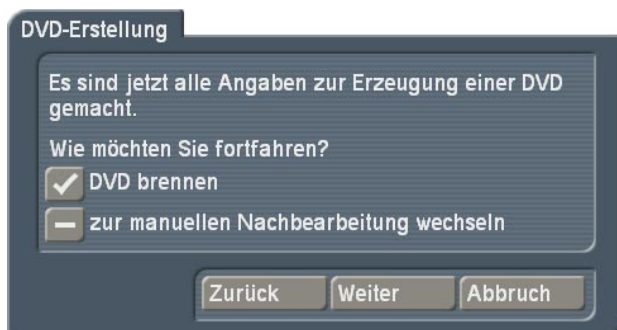 DVD-Erstellung
Es sind jetzt alle Angaben zur Erzeugung einer DVD
gemacht.
Wie möchten Sie fortfahren?
DVD brennen
zur manuellen Nachbearbeitung wechseln
Zurück
Weiter
Abbruch